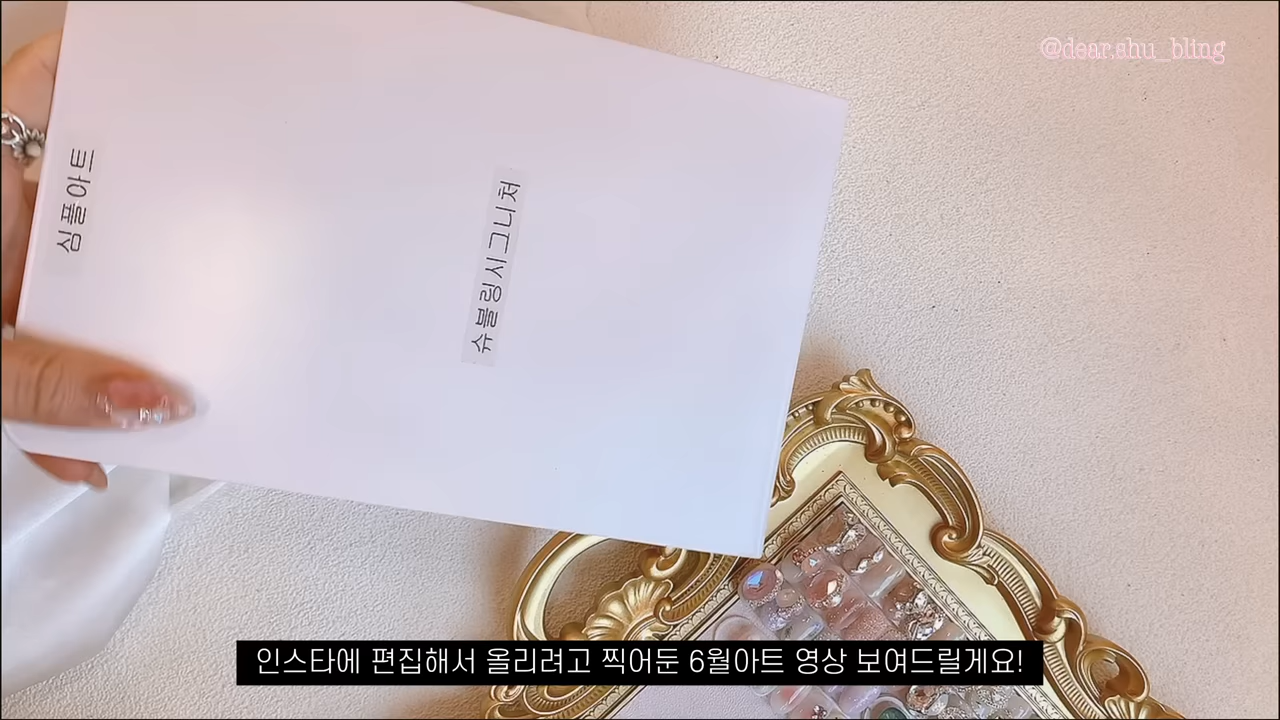 @dear.shu_bling
심플아트
슈블링시그니처
인스타에 편집해서 올리려고 찍어둔 6월아트 영상 보여드릴게요!